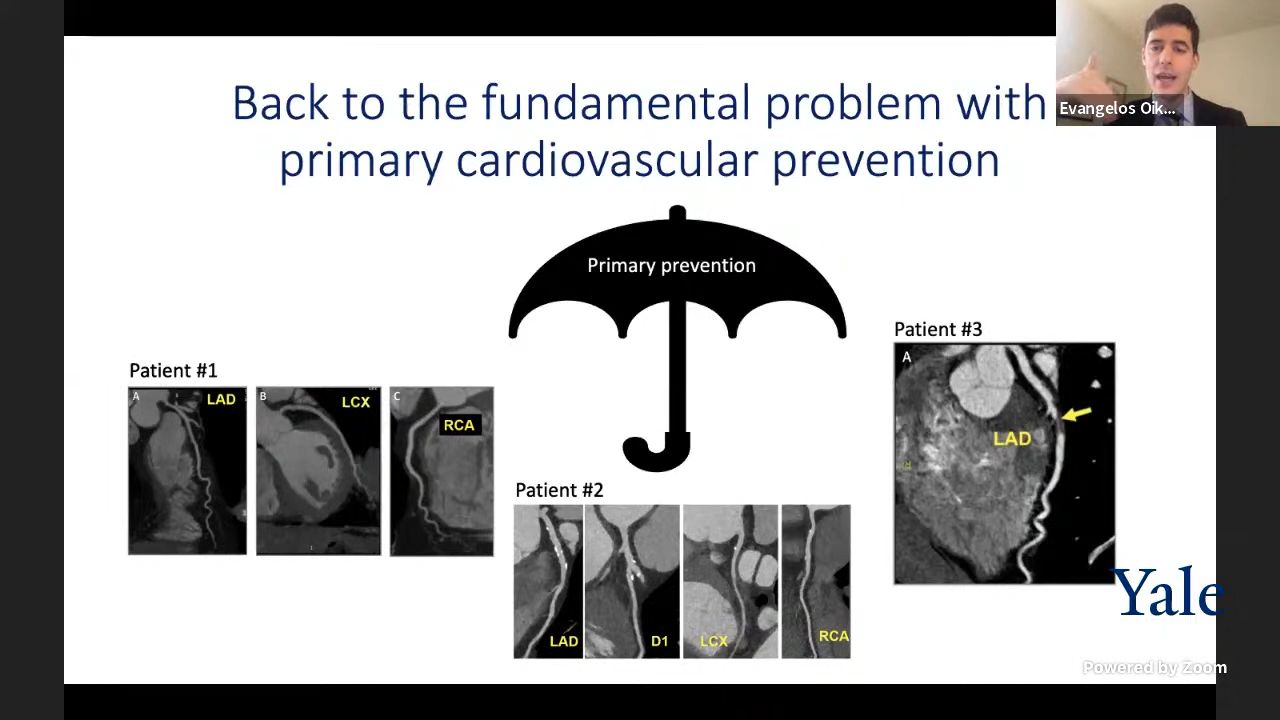 Back to the fundamental problem with
primary cardiovascular prevention
Evangelos Oik...
Primary prevention
Patient #1
A
LAD
B
LCX
C
RCA
Patient #2
LAD
D1
LCX
RCA
Patient #3
A
LAD
Yale
Powered by Zoom